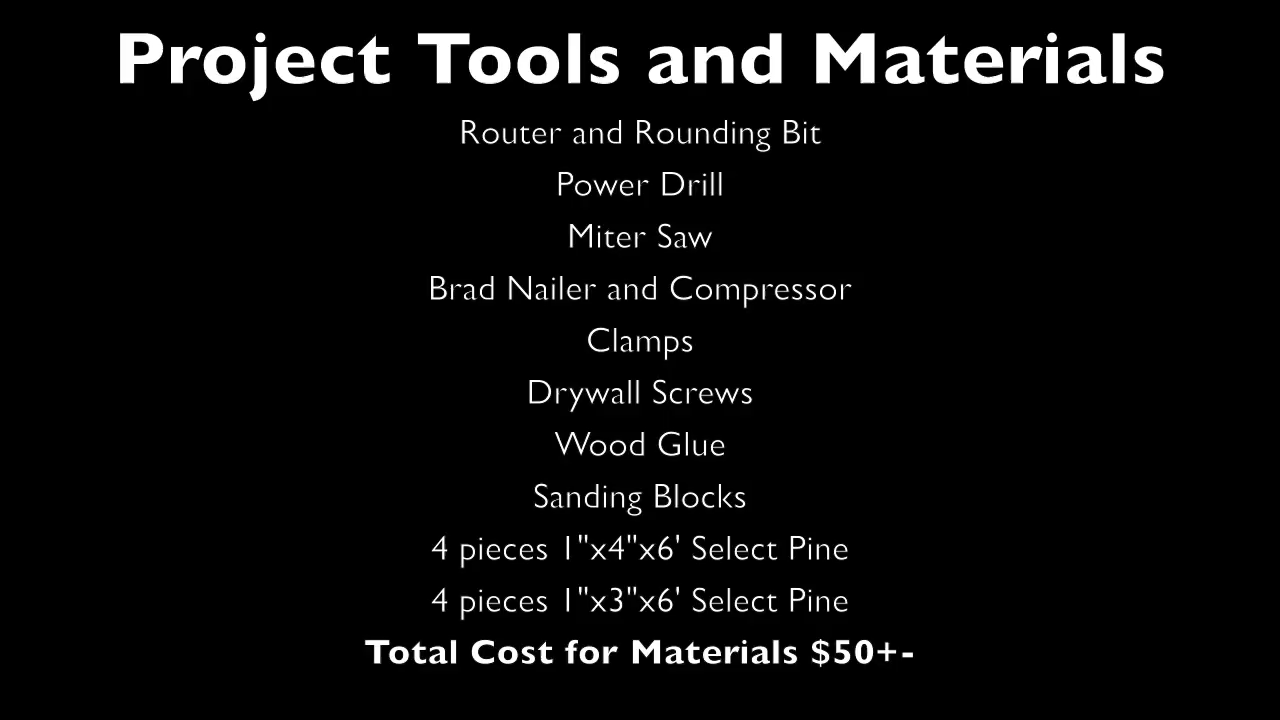 Project Tools and Materials
Router and Rounding Bit
Power Drill
Miter Saw
Brad Nailer and Compressor
Clamps
Drywall Screws
Wood Glue
Sanding Blocks
4 pieces 1"x4"x6' Select Pine
4 pieces 1"x3"x6' Select Pine
Total Cost for Materials $50+-